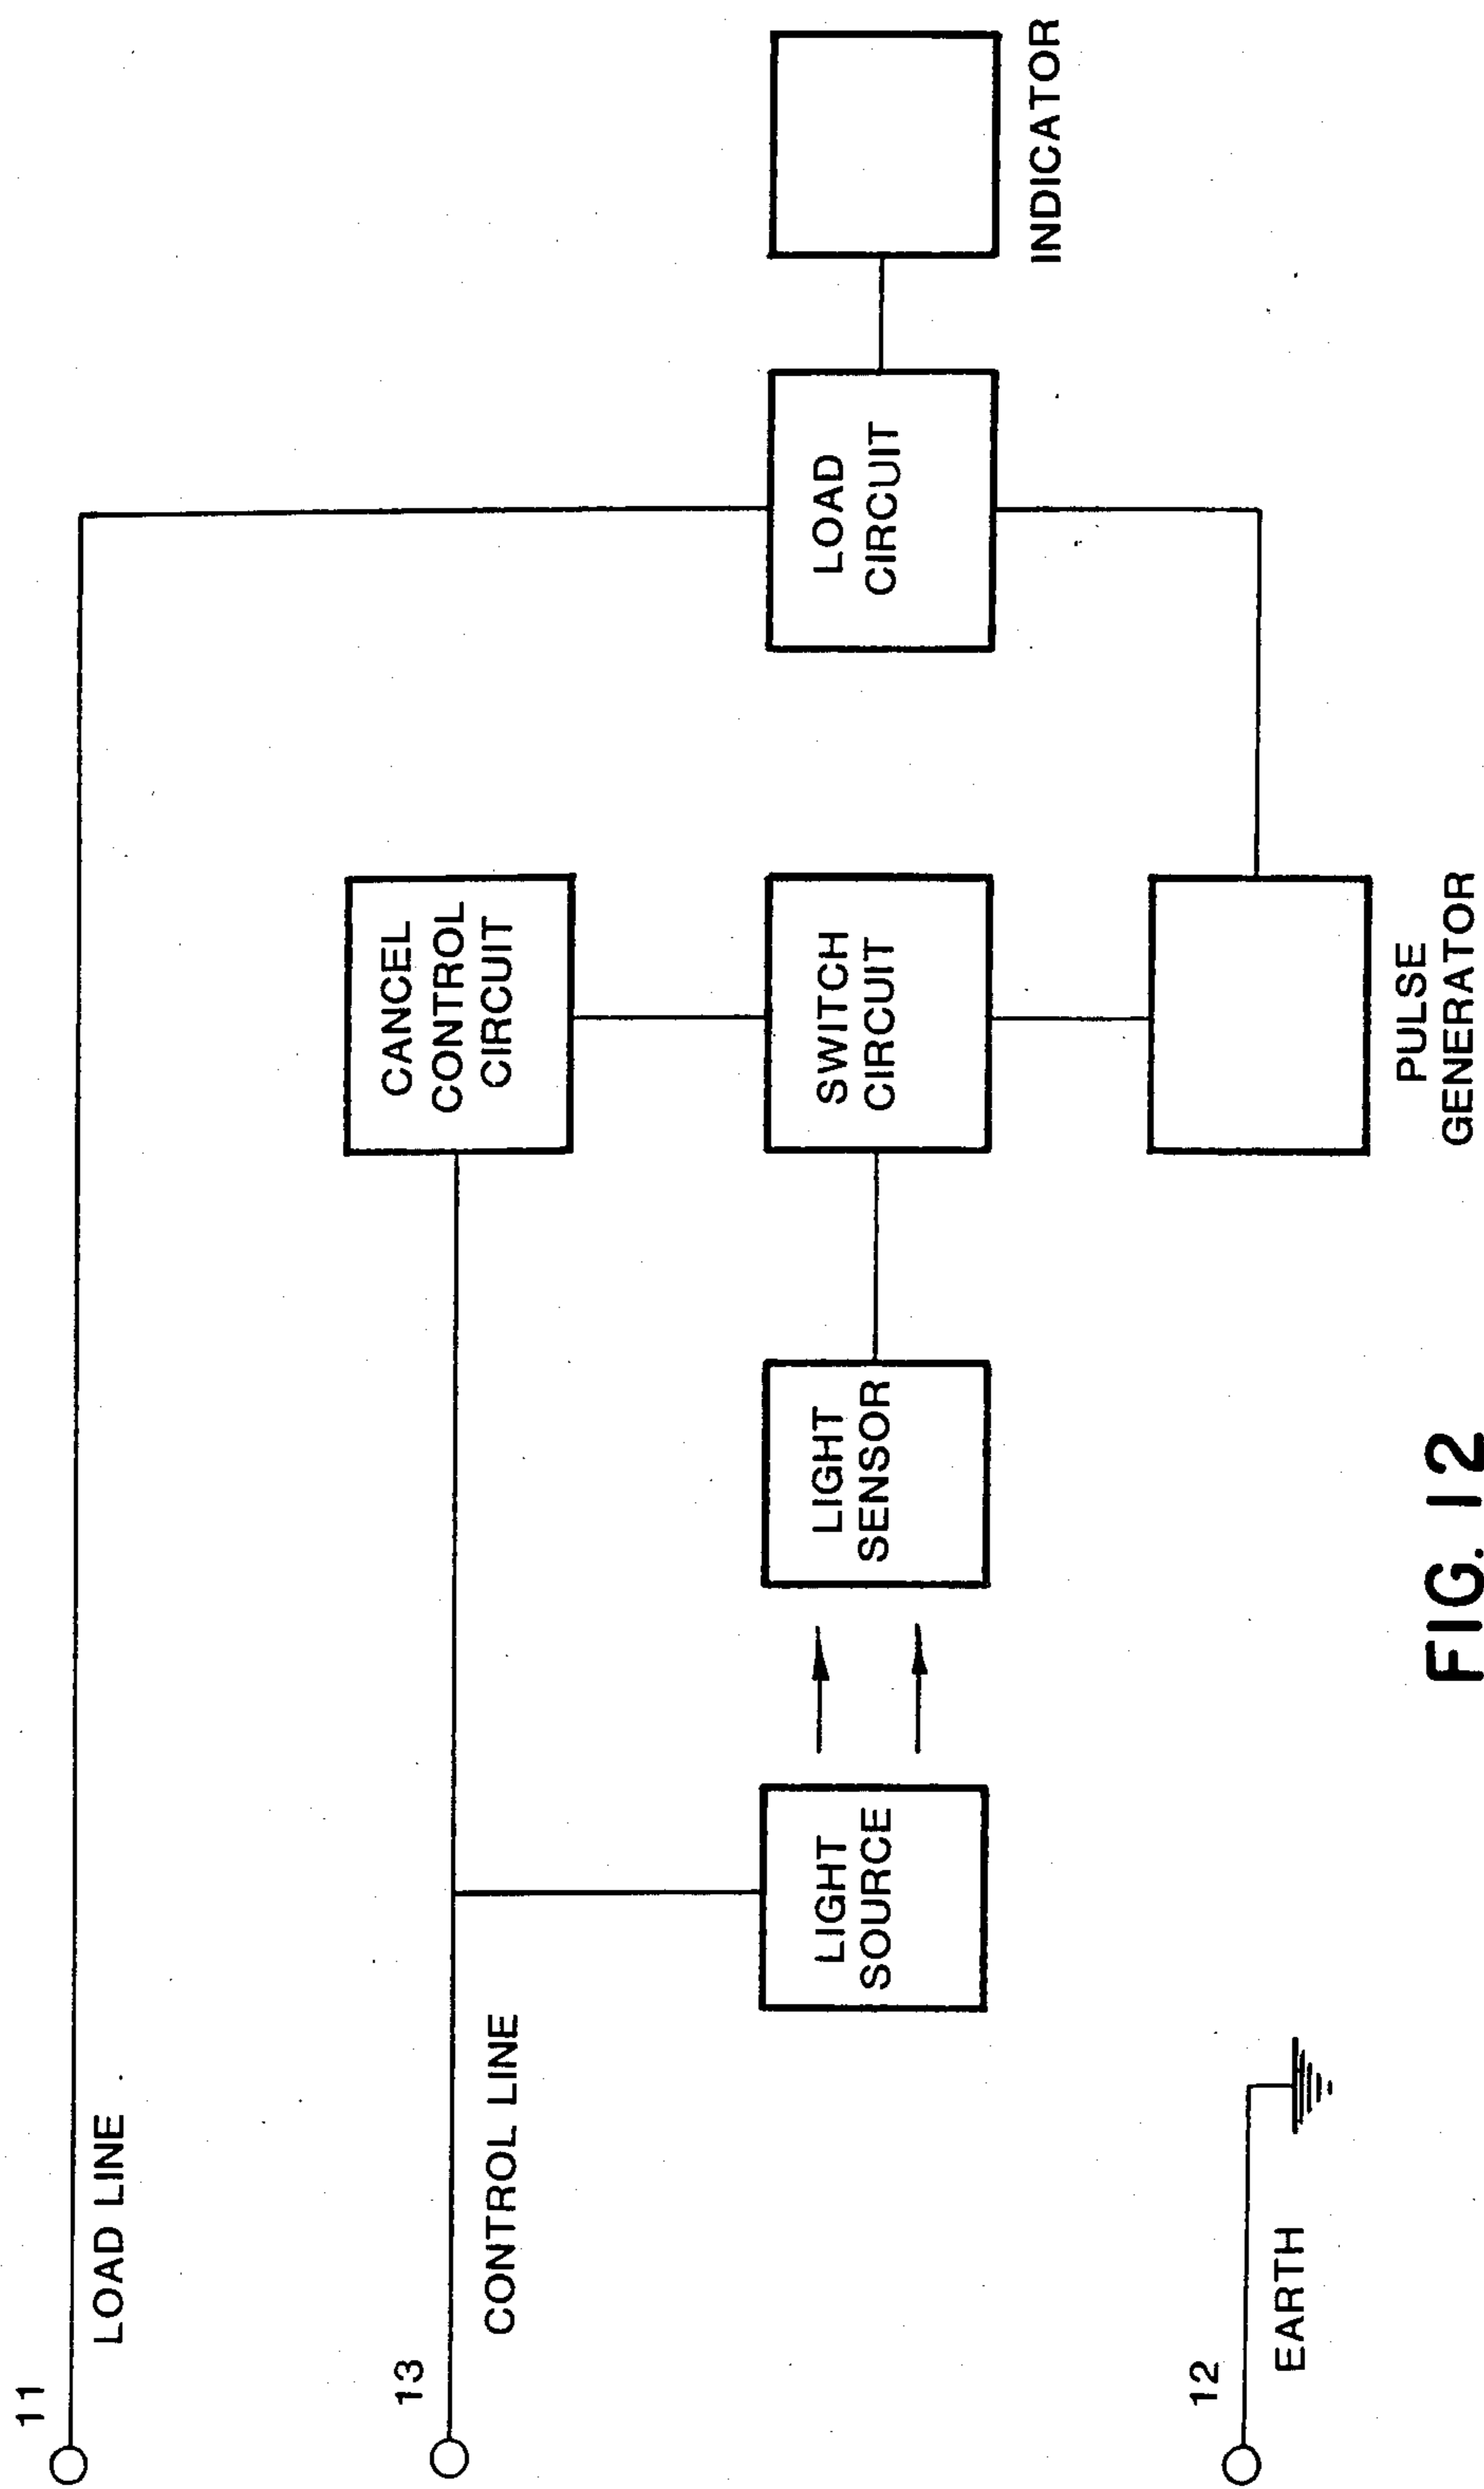 11
LOAD LINE
13
CONTROL LINE
12
EARTH
LIGHT
SOURCE
LIGHT
SENSOR
CANCEL
CONTROL
CIRCUIT
SWITCH
CIRCUIT
PULSE
GENERATOR
LOAD
CIRCUIT
INDICATOR
FIG. 12